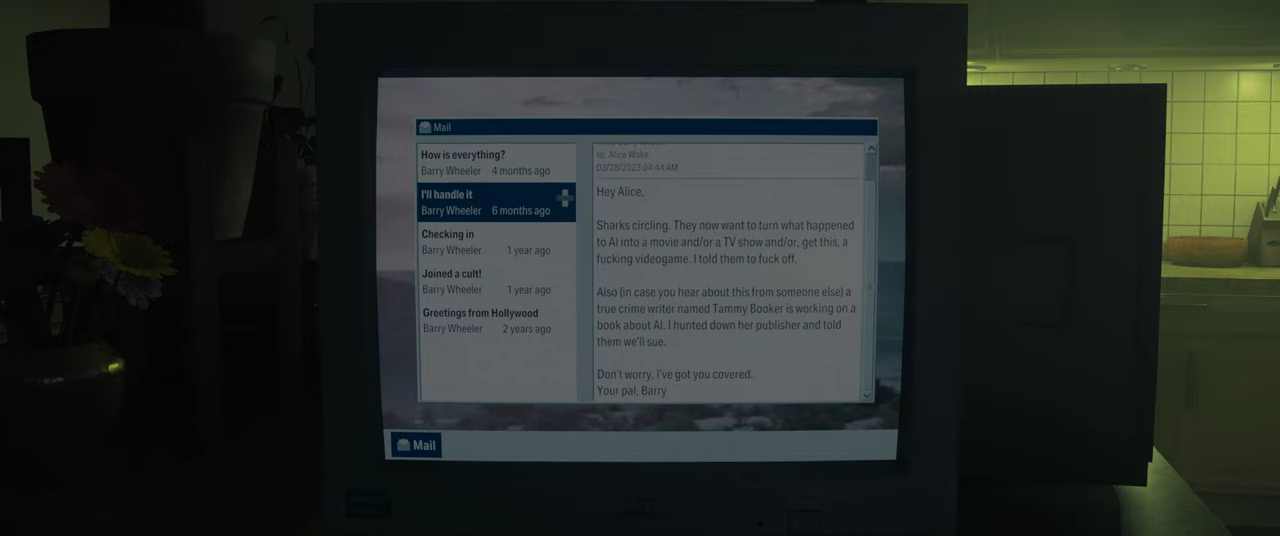 Mail
How is everything?
Barry Wheeler 4 months ago
I'll handle it
Barry Wheeler 6 months ago
Checking in
Barry Wheeler 1 year ago
Joined a cult!
Barry Wheeler 1 year ago
Greetings from Hollywood
Barry Wheeler 2 years ago
to: Alice Wake
03/28/2023 04:44 AM
Hey Alice,
Sharks circling. They now want to turn what happened
to Al into a movie and/or a TV show and/or, get this, a
fucking videogame. I told them to fuck off.
Also (in case you hear about this from someone else) a
true crime writer named Tammy Booker is working on a
book about Al. I hunted down her publisher and told
them we'll sue.
Don't worry, I've got you covered.
Your pal, Barry
Mail